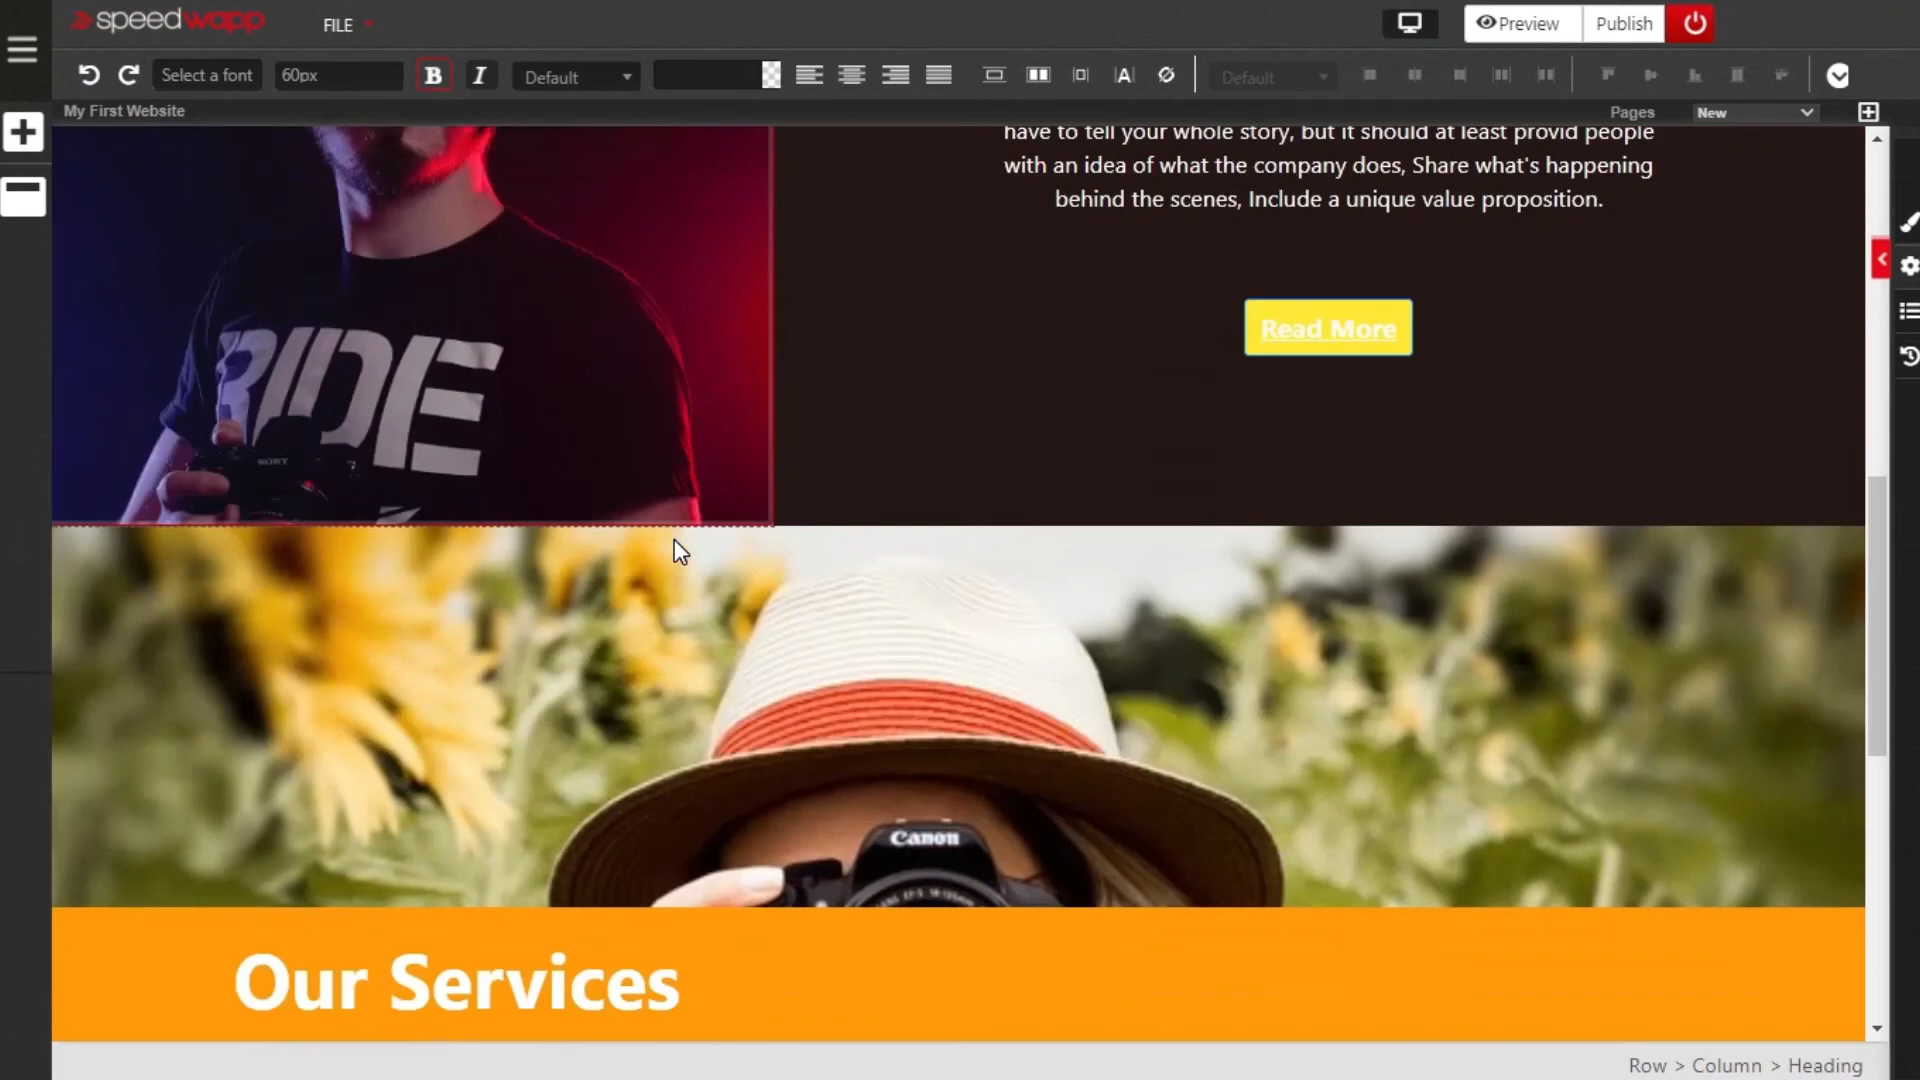 speedwapp
FILE
Preview
Publish
Select a font
60px
B
I
Default
A
Default
My First Website
Pages
New
have to tell your whole story, but it should at least provid people
with an idea of what the company does, Share what's happening
behind the scenes, Include a unique value proposition.
Read More
RIDE
SONY
Canon
Our Services
Row > Column > Heading